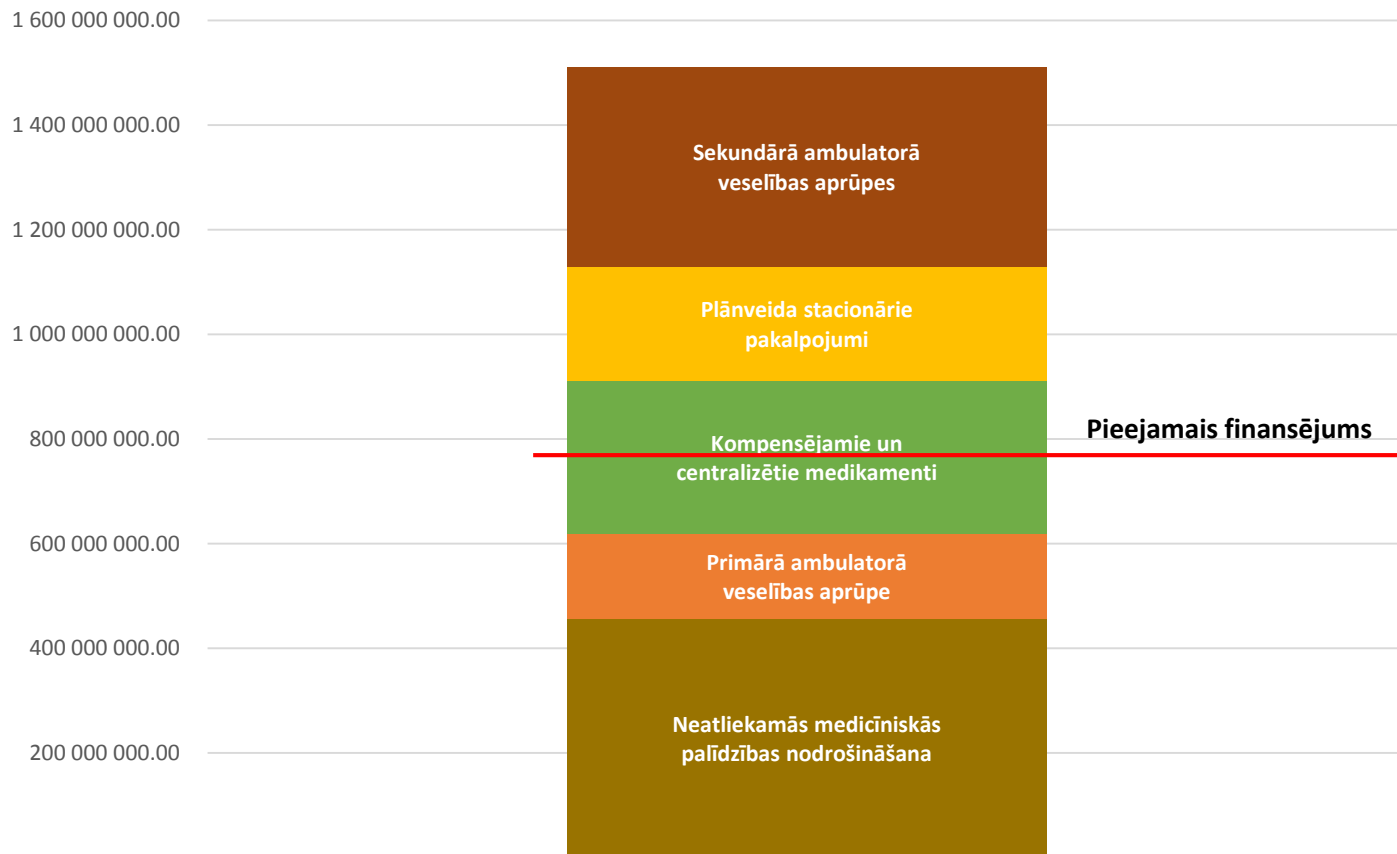 1 600 000 000.00
1 400 000 000.00
1 200 000 000.00
1 000 000 000.00
800 000 000.00
600 000 000.00
400 000 000.00
200 000 000.00
Sekundārā ambulatorā
veselības aprūpes
Plānveida stacionārie
pakalpojumi
Pieejamais finansējums
Kompensējamie un
centralizētie medikamenti
Primārā ambulatorā
veselības aprūpe
Neatliekamās medicīniskās
palīdzības nodrošināšana